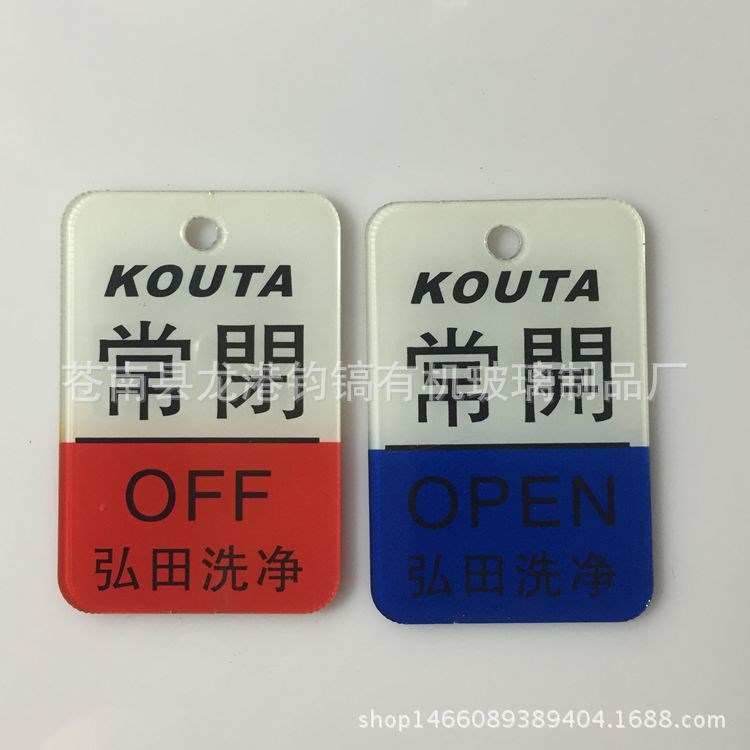 KOUTA
常閉
OFF
弘田洗净
KOUTA
常開
OPEN
弘田洗净
苍南县龙港钧镐有机玻璃制品厂
shop1466089389404.1688.com